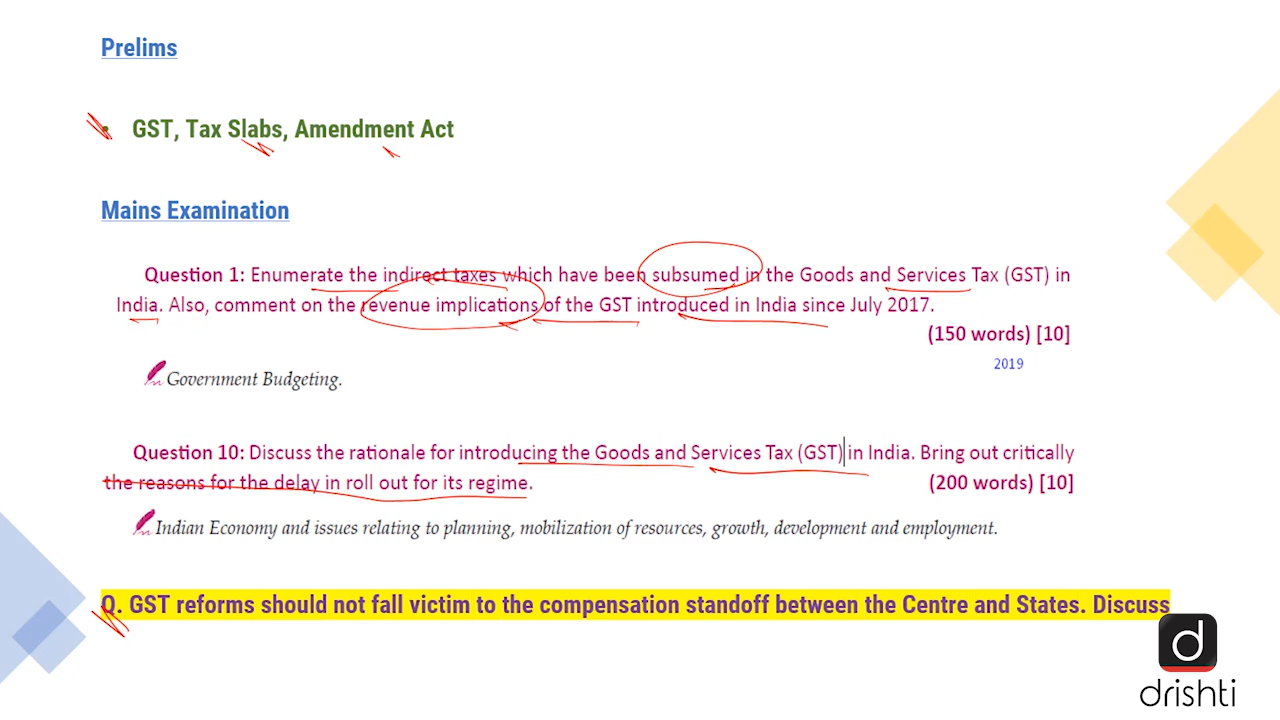 Prelims
• GST, Tax Slabs, Amendment Act
Mains Examination
Question 1: Enumerate the indirect taxes which have been subsumed in the Goods and Services Tax (GST) in
India. Also, comment on the revenue implications of the GST introduced in India since July 2017.
(150 words) [10]
2019
Government Budgeting.
Question 10: Discuss the rationale for introducing the Goods and Services Tax (GST) in India. Bring out critically
the reasons for the delay in roll out for its regime. (200 words) [10]
Indian Economy and issues relating to planning, mobilization of resources, growth, development and employment.
Q. GST reforms should not fall victim to the compensation standoff between the Centre and States. Discuss
d
drishti